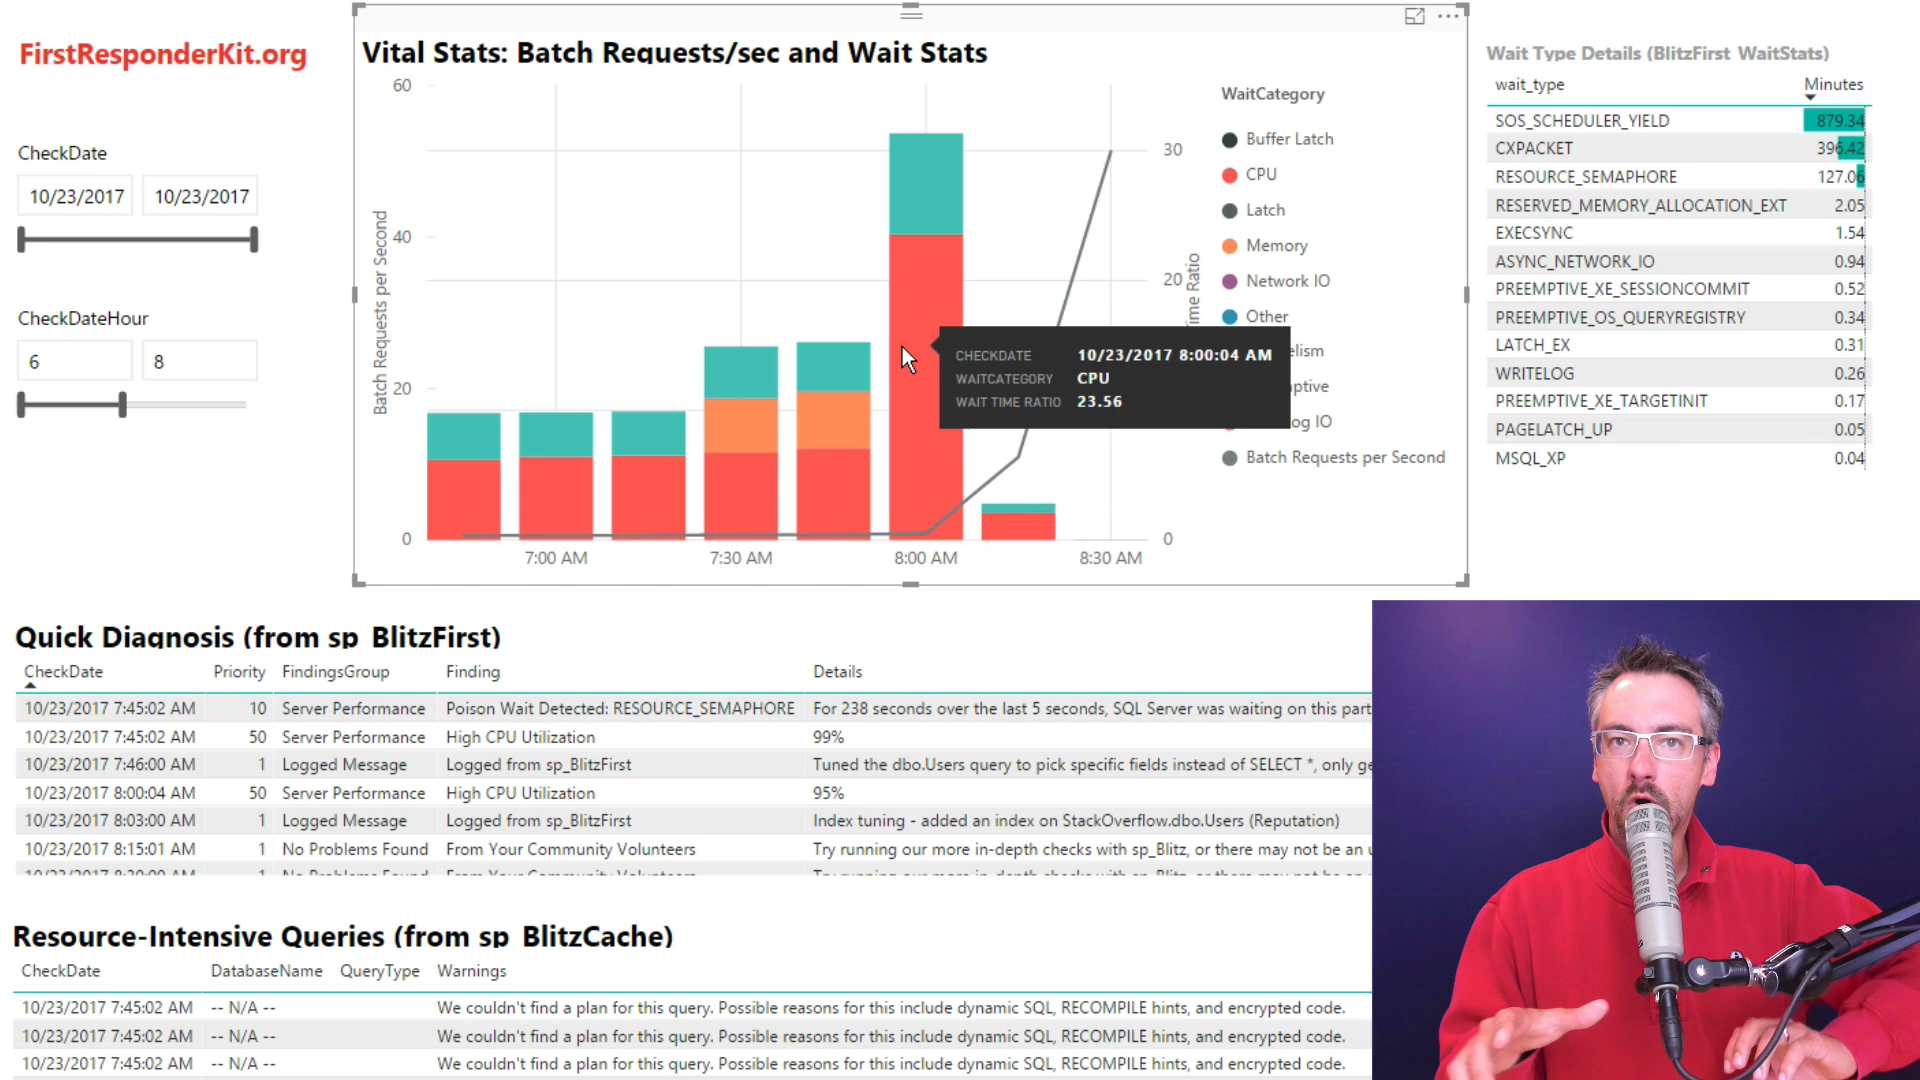 FirstResponderKit.org
CheckDate
10/23/2017 10/23/2017
CheckDateHour
6 8
Vital Stats: Batch Requests/sec and Wait Stats
Batch Requests per Second
60
40
20
0
7:00 AM 7:30 AM 8:00 AM 8:30 AM
30
20
0
ime Ratio
WaitCategory
Buffer Latch
CPU
Latch
Memory
Network IO
Other
elism
ptive
og IO
Batch Requests per Second
CHECKDATE 10/23/2017 8:00:04 AM
WAITCATEGORY CPU
WAIT TIME RATIO 23.56
Wait Type Details (BlitzFirst WaitStats)
wait_type Minutes
SOS_SCHEDULER_YIELD 879.34
CXPACKET 396.42
RESOURCE_SEMAPHORE 127.06
RESERVED_MEMORY_ALLOCATION_EXT 2.05
EXECSYNC 1.54
ASYNC_NETWORK_IO 0.94
PREEMPTIVE_XE_SESSIONCOMMIT 0.52
PREEMPTIVE_OS_QUERYREGISTRY 0.34
LATCH_EX 0.31
WRITELOG 0.26
PREEMPTIVE_XE_TARGETINIT 0.17
PAGELATCH_UP 0.05
MSQL_XP 0.04
Quick Diagnosis (from sp_BlitzFirst)
CheckDate Priority FindingsGroup Finding Details
10/23/2017 7:45:02 AM 10 Server Performance Poison Wait Detected: RESOURCE_SEMAPHORE For 238 seconds over the last 5 seconds, SQL Server was waiting on this part
10/23/2017 7:45:02 AM 50 Server Performance High CPU Utilization 99%
10/23/2017 7:46:00 AM 1 Logged Message Logged from sp_BlitzFirst Tuned the dbo.Users query to pick specific fields instead of SELECT *, only ge
10/23/2017 8:00:04 AM 50 Server Performance High CPU Utilization 95%
10/23/2017 8:03:00 AM 1 Logged Message Logged from sp_BlitzFirst Index tuning - added an index on StackOverflow.dbo.Users (Reputation)
10/23/2017 8:15:01 AM 1 No Problems Found From Your Community Volunteers Try running our more in-depth checks with sp_Blitz, or there may not be an u
Resource-Intensive Queries (from sp_BlitzCache)
CheckDate DatabaseName QueryType Warnings
10/23/2017 7:45:02 AM -- N/A -- We couldn't find a plan for this query. Possible reasons for this include dynamic SQL, RECOMPILE hints, and encrypted code.
10/23/2017 7:45:02 AM -- N/A -- We couldn't find a plan for this query. Possible reasons for this include dynamic SQL, RECOMPILE hints, and encrypted code.
10/23/2017 7:45:02 AM -- N/A -- We couldn't find a plan for this query. Possible reasons for this include dynamic SQL, RECOMPILE hints, and encrypted code.